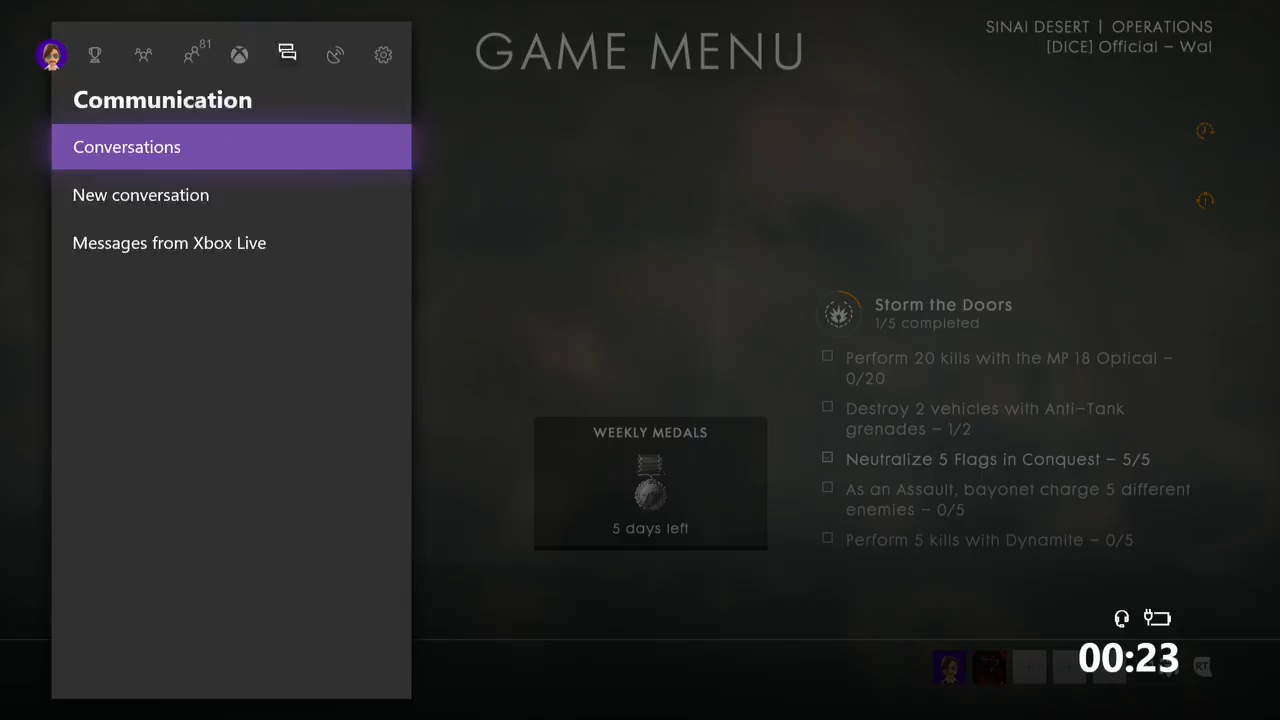 81
Communication
Conversations
New conversation
Messages from Xbox Live
GAME MENU
SINAI DESERT | OPERATIONS
[DICE] Official – Wal
Storm the Doors
1/5 completed
Perform 20 kills with the MP 18 Optical –
0/20
Destroy 2 vehicles with Anti–Tank
grenades – 1/2
Neutralize 5 Flags in Conquest – 5/5
As an Assault, bayonet charge 5 different
enemies – 0/5
Perform 5 kills with Dynamite – 0/5
WEEKLY MEDALS
5 days left
00:23
RT